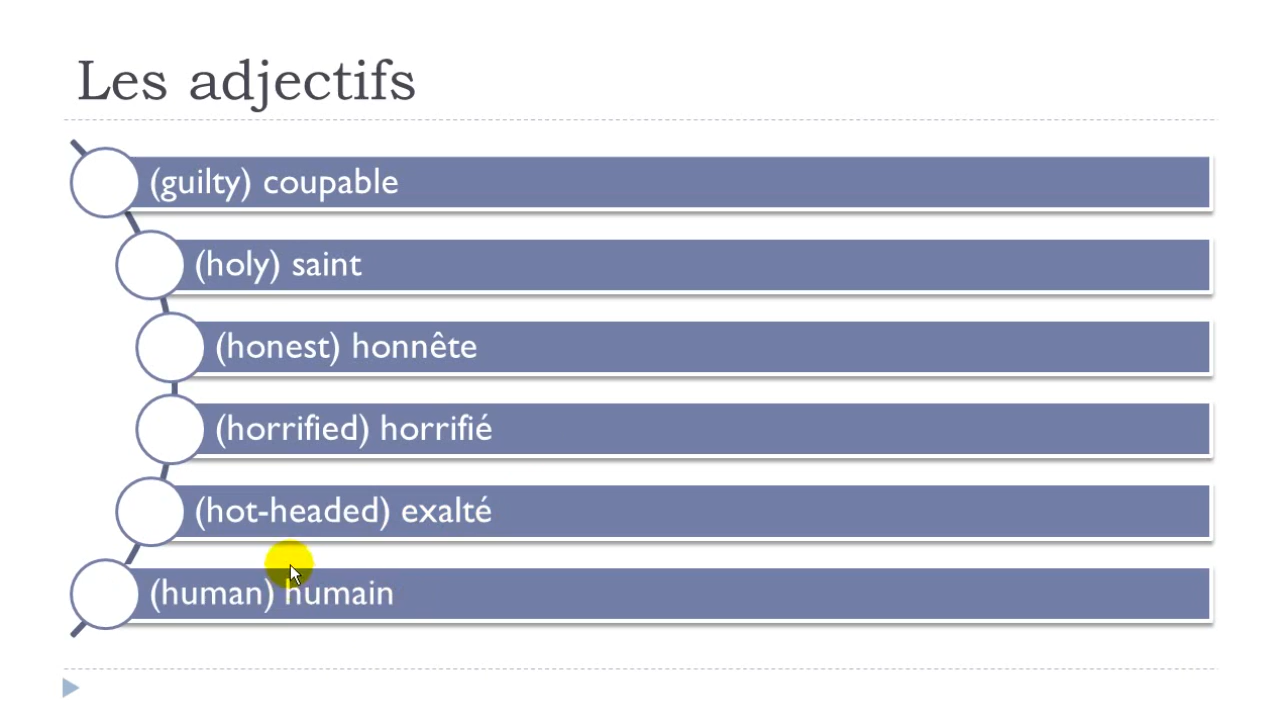 Les adjectifs
(guilty) coupable
(holy) saint
(honest) honnête
(horrified) horrifié
(hot-headed) exalté
(human) humain